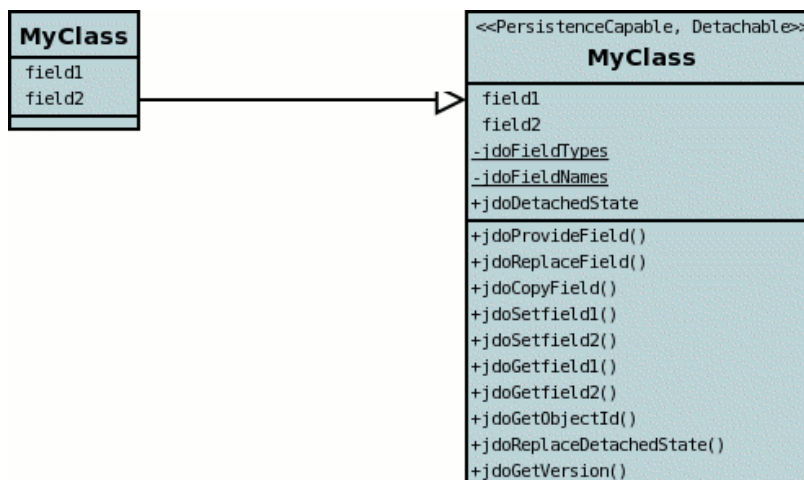 MyClass
field1
field2
<<PersistenceCapable, Detachable>>
MyClass
field1
field2
-jdoFieldTypes
-jdoFieldNames
+jdoDetachedState
+jdoProvideField()
+jdoReplaceField()
+jdoCopyField()
+jdoSetfield1()
+jdoSetfield2()
+jdoGetfield1()
+jdoGetfield2()
+jdoGetObjectId()
+jdoReplaceDetachedState()
+jdoGetVersion()